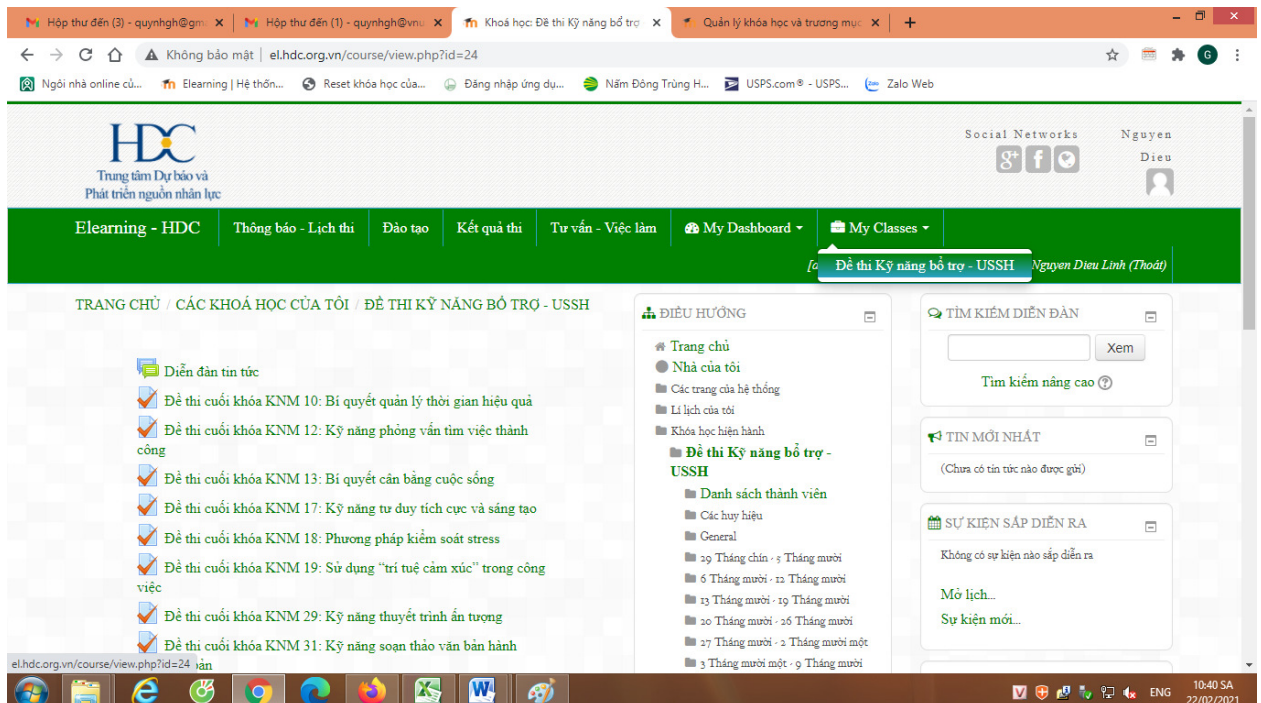 Hộp thư đến (3) - quynhgh@gm
Hộp thư đến (1) - quynhgh@vnu
Khoá học: Đề thi Kỹ năng bổ trợ
Quản lý khóa học và trương mục
Không bảo mật | el.hdc.org.vn/course/view.php?id=24
G
Ngôi nhà online củ...
Elearning | Hệ thốn...
Reset khóa học của...
Đăng nhập ứng dụ...
Nấm Đông Trùng H...
USPS.com® - USPS...
Zalo Web
HDC
Trung tâm Dự báo và
Phát triển nguồn nhân lực
Social Networks
Nguyen
Dieu
Elearning - HDC
Thông báo - Lịch thi
Đào tạo
Kết quả thi
Tư vấn - Việc làm
My Dashboard
My Classes
Đề thi Kỹ năng bổ trợ - USSH
Nguyen Dieu Linh (Thoát)
TRANG CHỦ / CÁC KHOÁ HỌC CỦA TÔI / ĐỀ THI KỸ NĂNG BỔ TRỢ - USSH
Diễn đàn tin tức
Đề thi cuối khóa KNM 10: Bí quyết quản lý thời gian hiệu quả
Đề thi cuối khóa KNM 12: Kỹ năng phỏng vấn tìm việc thành
công
Đề thi cuối khóa KNM 13: Bí quyết cân bằng cuộc sống
Đề thi cuối khóa KNM 17: Kỹ năng tư duy tích cực và sáng tạo
Đề thi cuối khóa KNM 18: Phương pháp kiểm soát stress
Đề thi cuối khóa KNM 19: Sử dụng “trí tuệ cảm xúc” trong công
việc
Đề thi cuối khóa KNM 29: Kỹ năng thuyết trình ấn tượng
Đề thi cuối khóa KNM 31: Kỹ năng soạn thảo văn bản hành
ĐIỀU HƯỚNG
Trang chủ
Nhà của tôi
Các trang của hệ thống
Lí lịch của tôi
Khóa học hiện hành
Đề thi Kỹ năng bổ trợ -
USSH
Danh sách thành viên
Các huy hiệu
General
29 Tháng chín - 5 Tháng mười
6 Tháng mười - 12 Tháng mười
13 Tháng mười - 19 Tháng mười
20 Tháng mười - 26 Tháng mười
27 Tháng mười - 2 Tháng mười một
3 Tháng mười một - 9 Tháng mười
TÌM KIẾM DIỄN ĐÀN
Xem
Tìm kiếm nâng cao
TIN MỚI NHẤT
(Chưa có tin tức nào được gửi)
SỰ KIỆN SẮP DIỄN RA
Không có sự kiện nào sắp diễn ra
Mở lịch...
Sự kiện mới...
el.hdc.org.vn/course/view.php?id=24
ENG
10:40 SA
22/02/2021